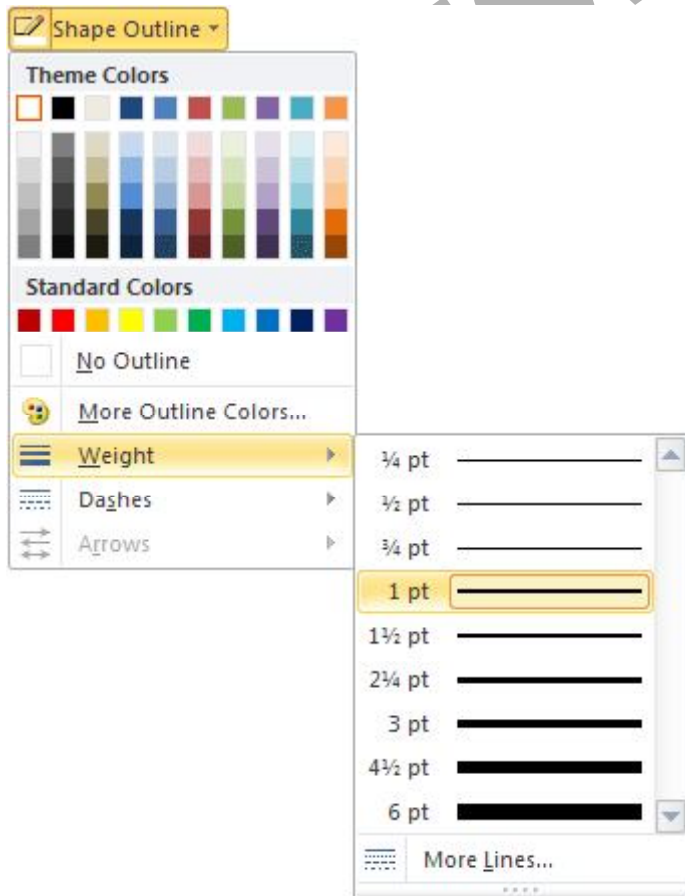 Shape Outline
Theme Colors
Standard Colors
No Outline
More Outline Colors...
Weight
Dashes
Arrows
¼ pt
½ pt
¾ pt
1 pt
1½ pt
2¼ pt
3 pt
4½ pt
6 pt
More Lines...